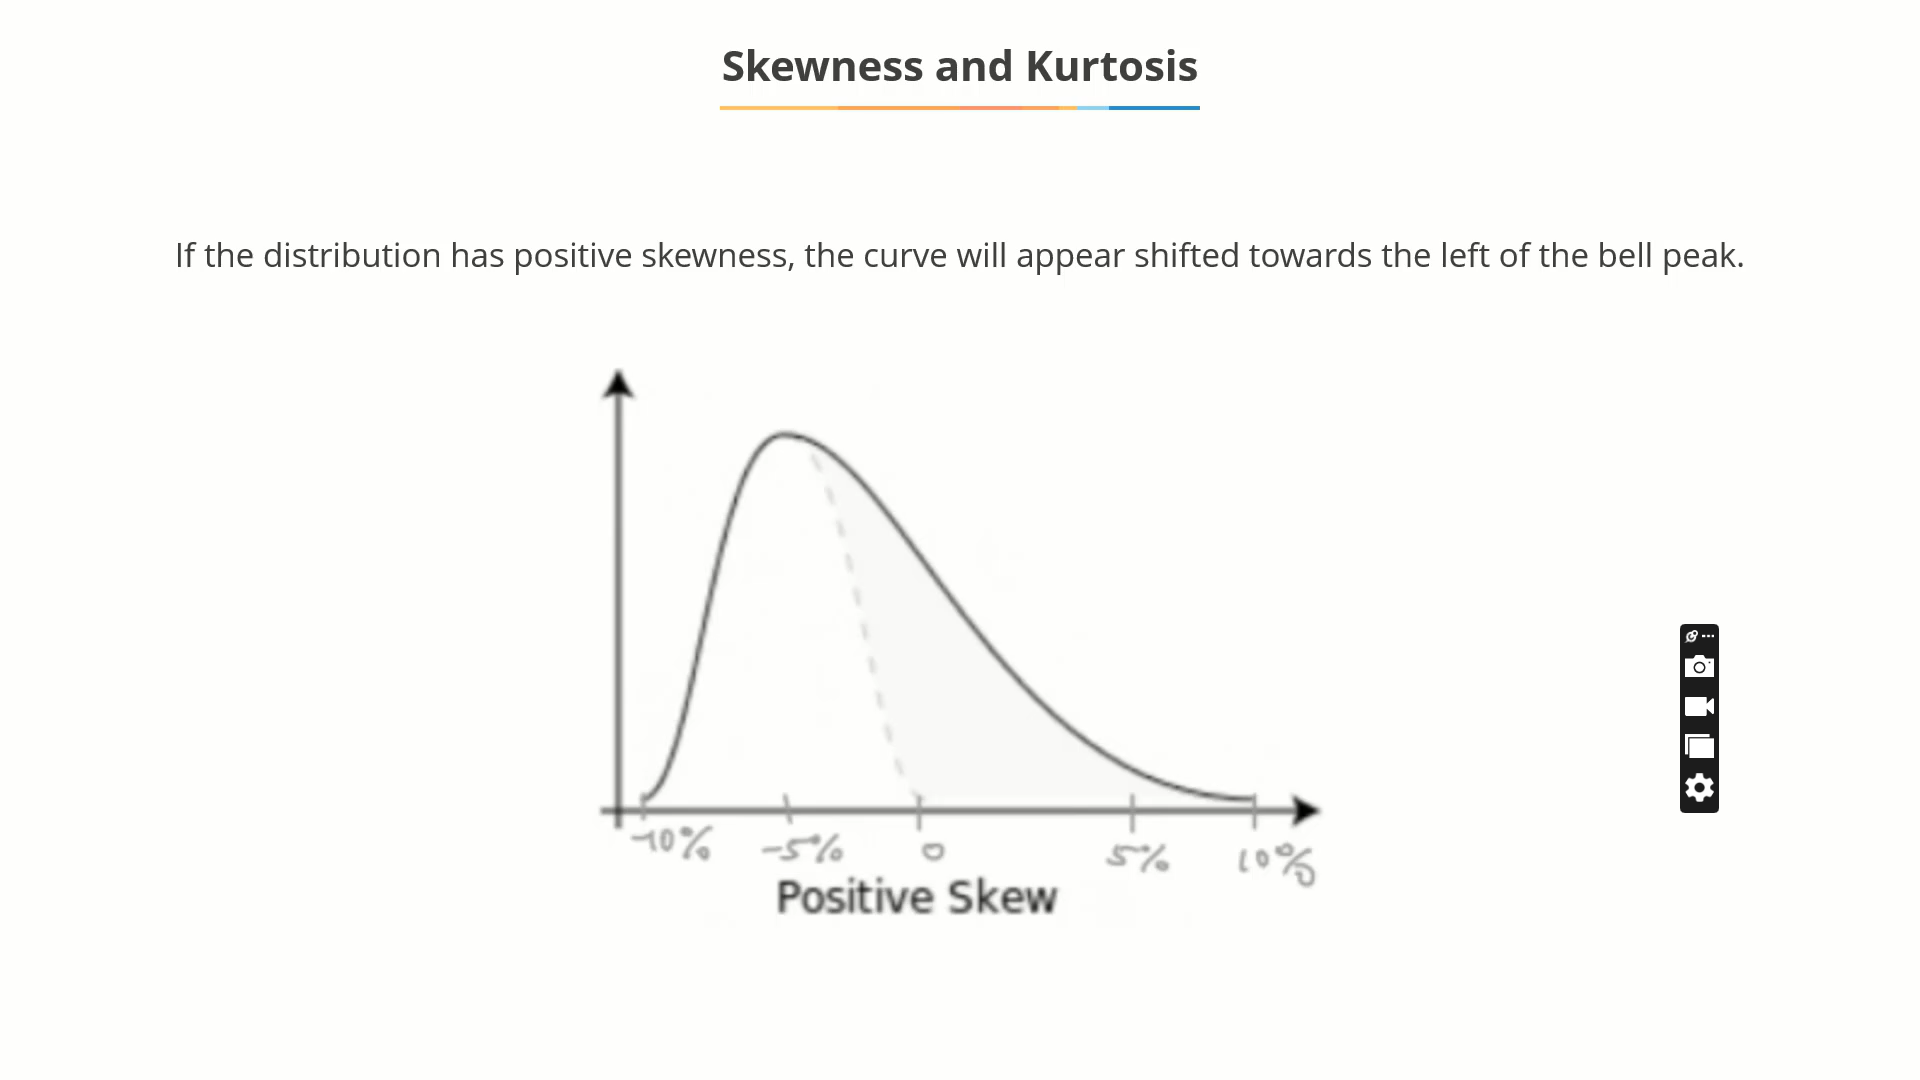 Skewness and Kurtosis
If the distribution has positive skewness, the curve will appear shifted towards the left of the bell peak.
-10% -5% 0 5% 10%
Positive Skew